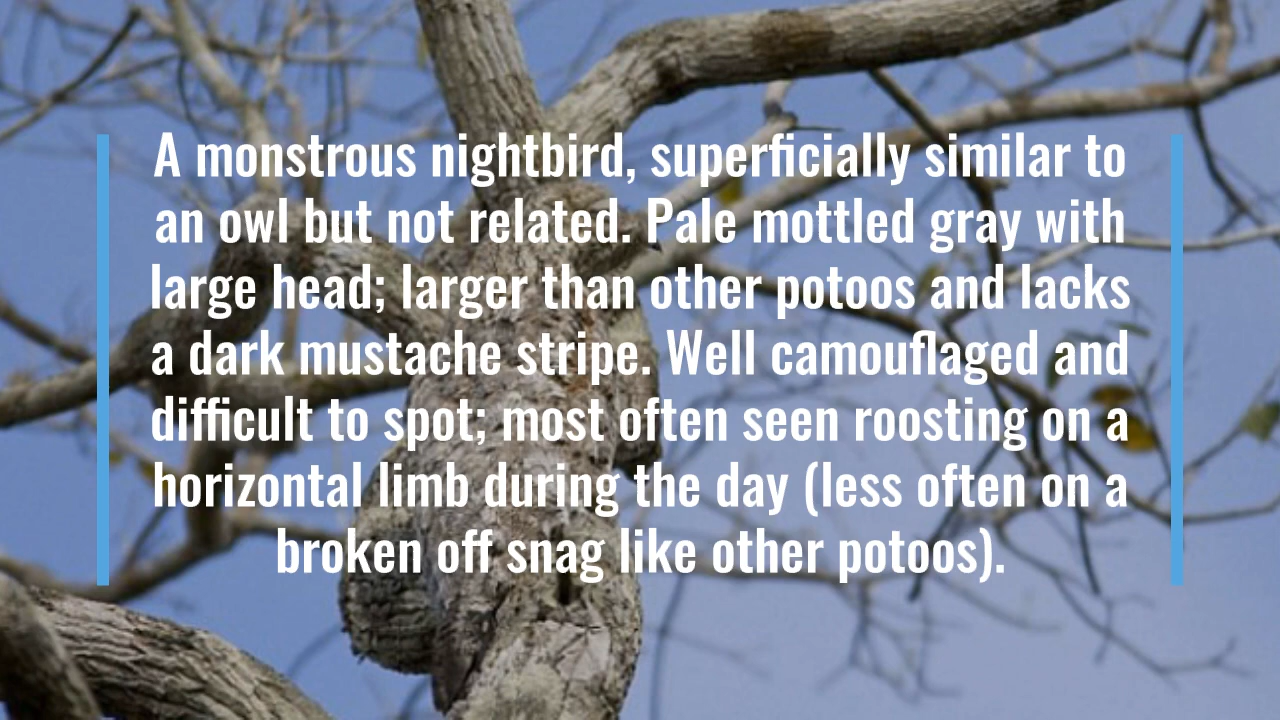 A monstrous nightbird, superficially similar to
an owl but not related. Pale mottled gray with
large head; larger than other potoos and lacks
a dark mustache stripe. Well camouflaged and
difficult to spot; most often seen roosting on a
horizontal limb during the day (less often on a
broken off snag like other potoos).